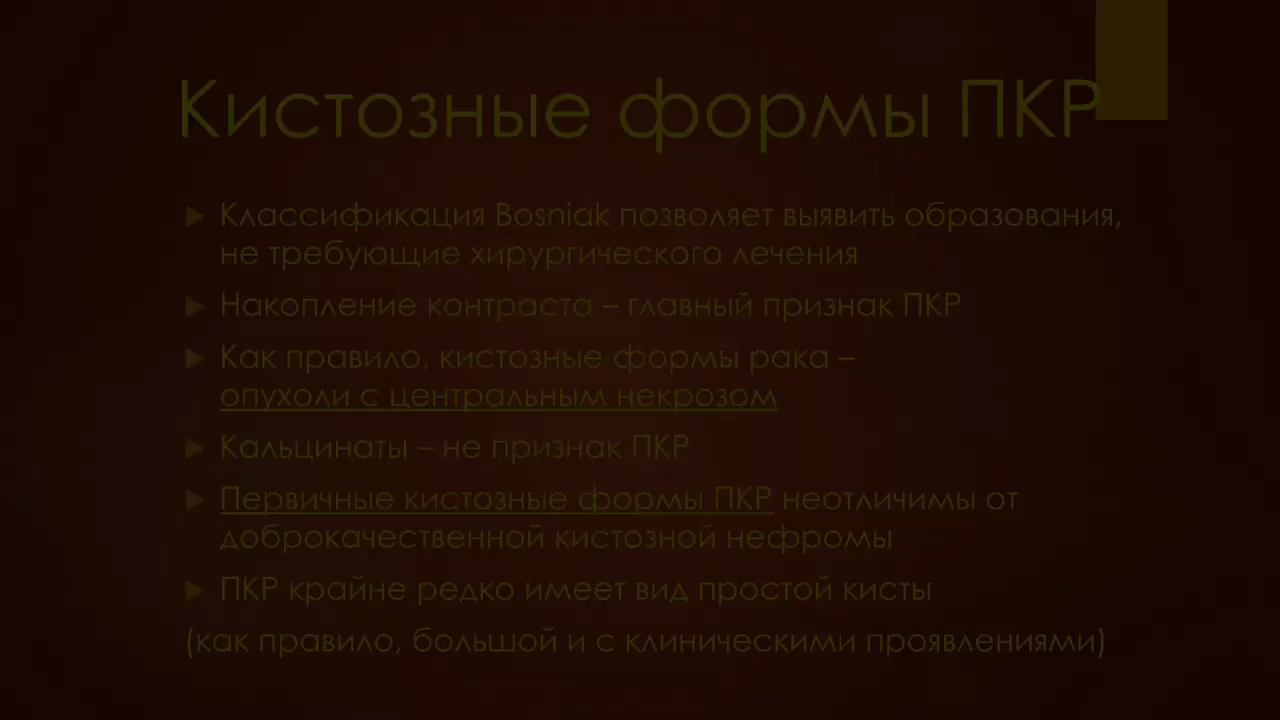 Кистозные формы ПКР
Классификация Bosniak позволяет выявить образования,
не требующие хирургического лечения
Накопление контраста – главный признак ПКР
Как правило, кистозные формы рака –
опухоли с центральным некрозом
Кальцинаты – не признак ПКР
Первичные кистозные формы ПКР неотличимы от
доброкачественной кистозной нефромы
ПКР крайне редко имеет вид простой кисты
(как правило, большой и с клиническими проявлениями)